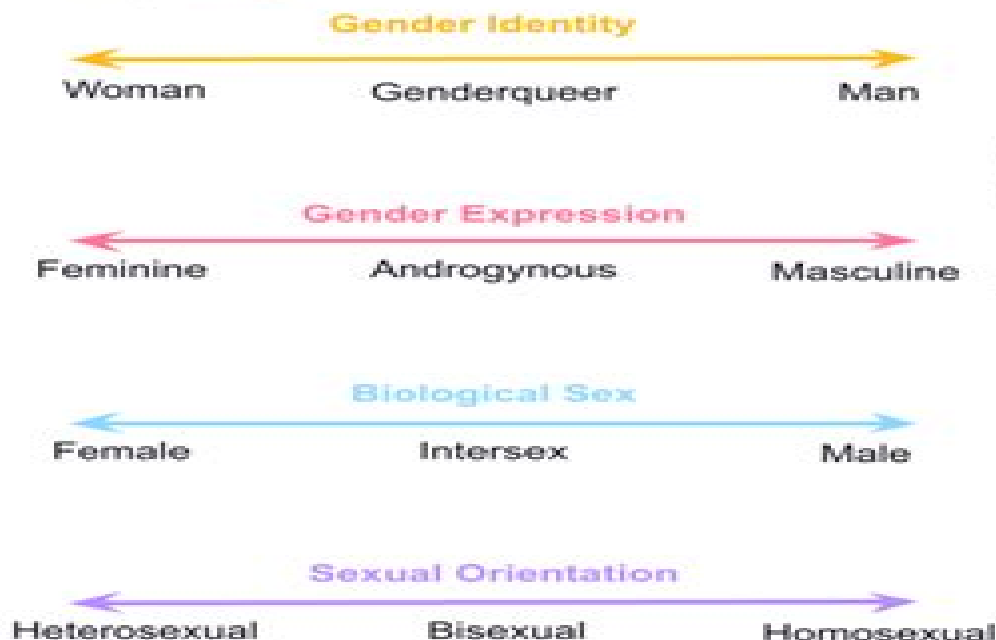 Gender Identity
Woman Genderqueer Man
Gender Expression
Feminine Androgynous Masculine
Biological Sex
Female Intersex Male
Sexual Orientation
Heterosexual Bisexual Homosexual